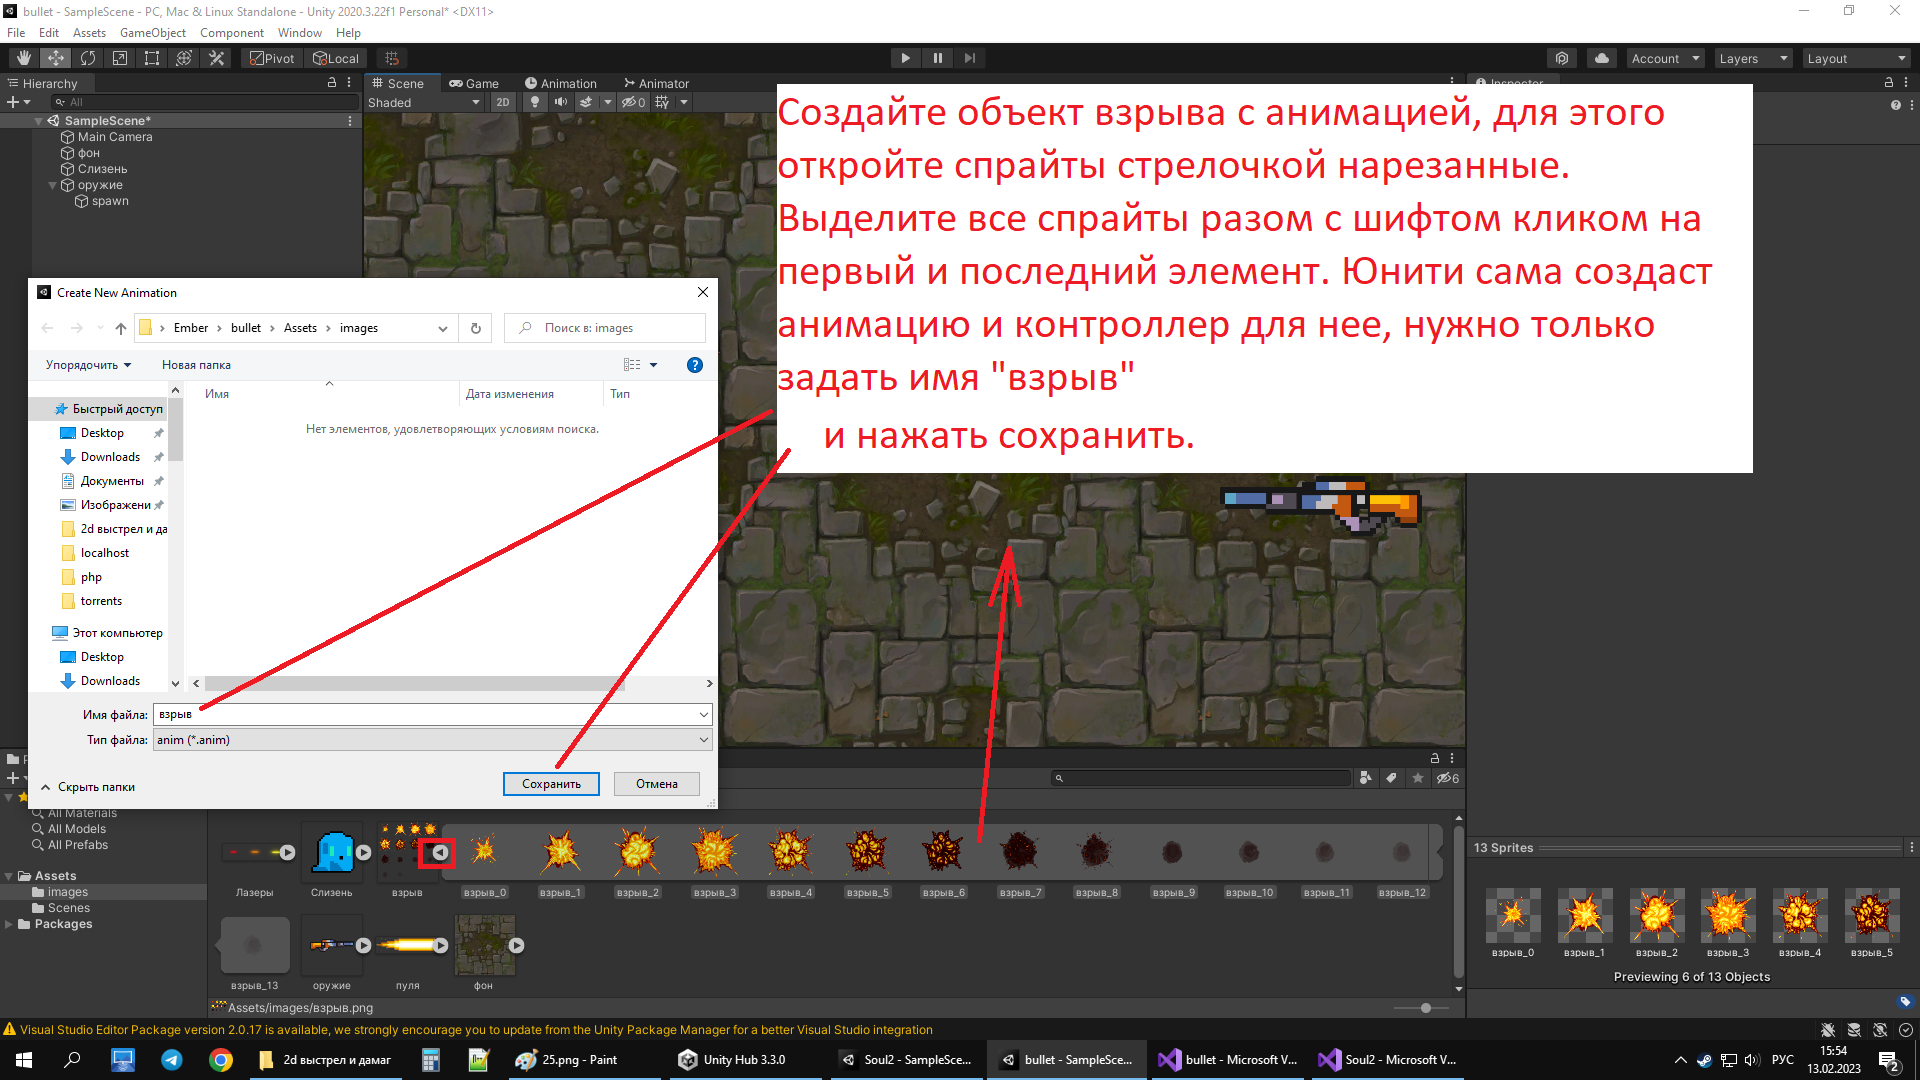 bullet - SampleScene - PC, Mac & Linux Standalone - Unity 2020.3.22f1 Personal* <DX11>
File Edit Assets GameObject Component Window Help
Pivot Local
Account Layers Layout
Hierarchy
Scene Game Animation Animator
Inspector
All
Shaded 2D 0
SampleScene*
Main Camera
фон
Слизень
оружие
spawn
Создайте объект взрыва с анимацией, для этого
откройте спрайты стрелочкой нарезанные.
Выделите все спрайты разом с шифтом кликом на
первый и последний элемент. Юнити сама создаст
анимацию и контроллер для нее, нужно только
задать имя "взрыв"
и нажать сохранить.
Create New Animation
Ember bullet Assets images
Поиск в: images
Упорядочить Новая папка
Имя Дата изменения Тип
Нет элементов, удовлетворяющих условиям поиска.
Быстрый доступ
Desktop
Downloads
Документы
Изображени
2d выстрел и да
localhost
php
torrents
Этот компьютер
Desktop
Downloads
Имя файла: взрыв
Тип файла: anim (*.anim)
Скрыть папки Сохранить Отмена
6
All Materials
All Models
All Prefabs
Assets
images
Scenes
Packages
Лазеры Слизень взрыв взрыв_0 взрыв_1 взрыв_2 взрыв_3 взрыв_4 взрыв_5 взрыв_6 взрыв_7 взрыв_8 взрыв_9 взрыв_10 взрыв_11 взрыв_12
взрыв_13 оружие пуля фон
Assets/images/взрыв.png
13 Sprites
взрыв_0 взрыв_1 взрыв_2 взрыв_3 взрыв_4 взрыв_5
Previewing 6 of 13 Objects
Visual Studio Editor Package version 2.0.17 is available, we strongly encourage you to update from the Unity Package Manager for a better Visual Studio integration
2d выстрел и дамаг
25.png - Paint
Unity Hub 3.3.0
Soul2 - SampleSce...
bullet - SampleSce...
bullet - Microsoft V...
Soul2 - Microsoft V...
РУС
15:54
13.02.2023
2